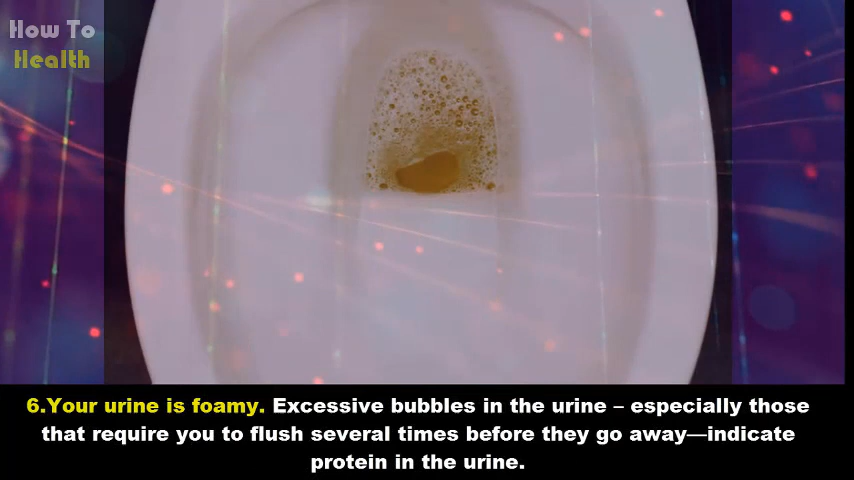 How To
Health
6.Your urine is foamy. Excessive bubbles in the urine – especially those
that require you to flush several times before they go away—indicate
protein in the urine.